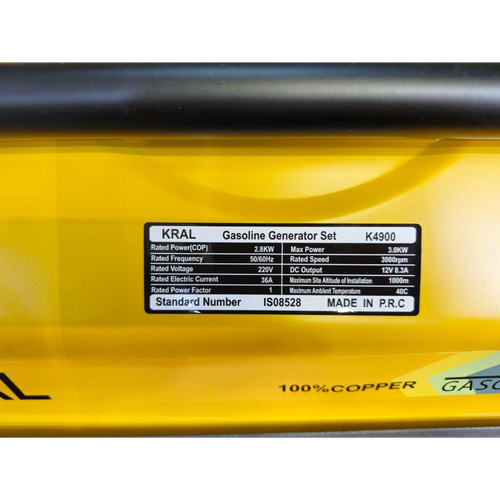 KRAL Gasoline Generator Set K4900
Rated Power(COP) 2.8KW Max Power 3.0KW
Rated Frequency 50/60Hz Rated Speed 3000rpm
Rated Voltage 220V DC Output 12V 8.3A
Rated Electric Current 36A Maximum Site Altitude of Installation 1000m
Rated Power Factor 1 Maximum Ambient Temperature 40C
Standard Number IS08528 MADE IN P.R.C
AL
100%COPPER
GASO